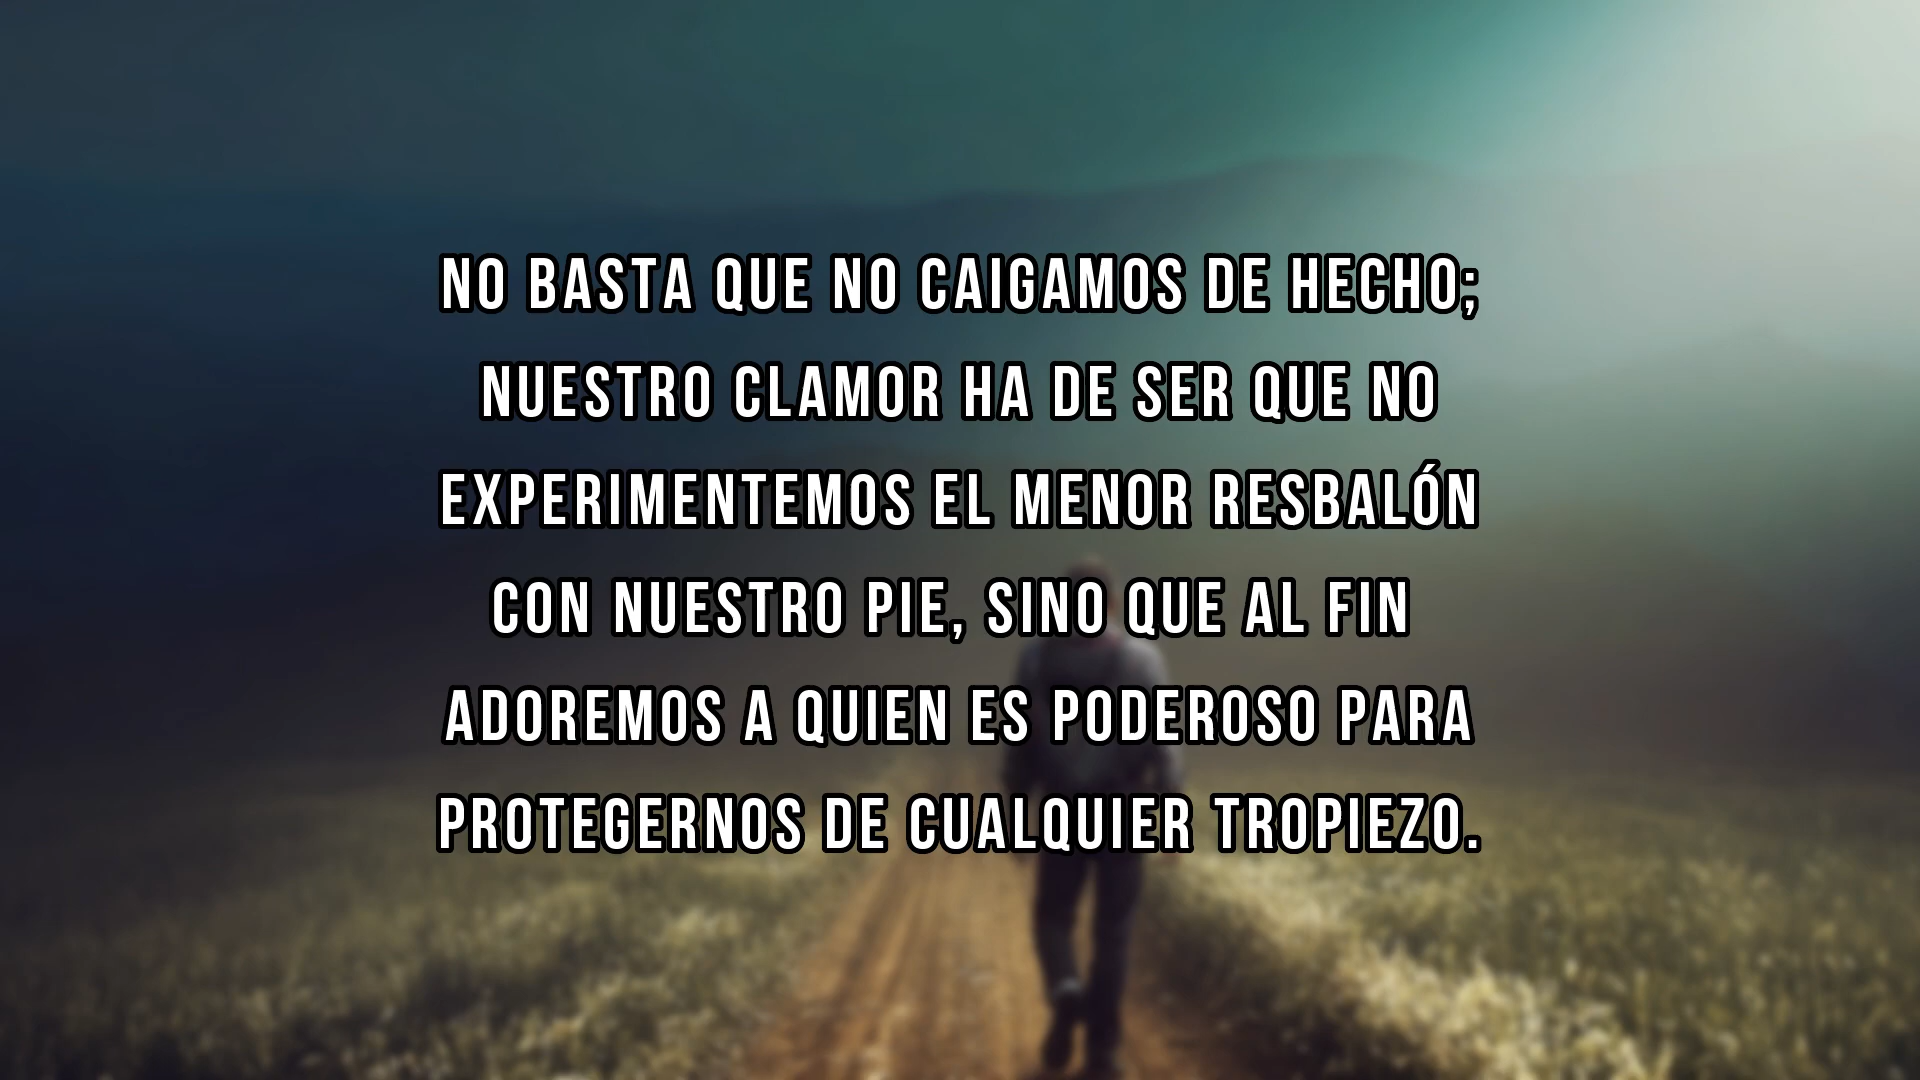 NO BASTA QUE NO CAIGAMOS DE HECHO;
NUESTRO CLAMOR HA DE SER QUE NO
EXPERIMENTEMOS EL MENOR RESBALÓN
CON NUESTRO PIE, SINO QUE AL FIN
ADOREMOS A QUIEN ES PODEROSO PARA
PROTEGERNOS DE CUALQUIER TROPIEZO.